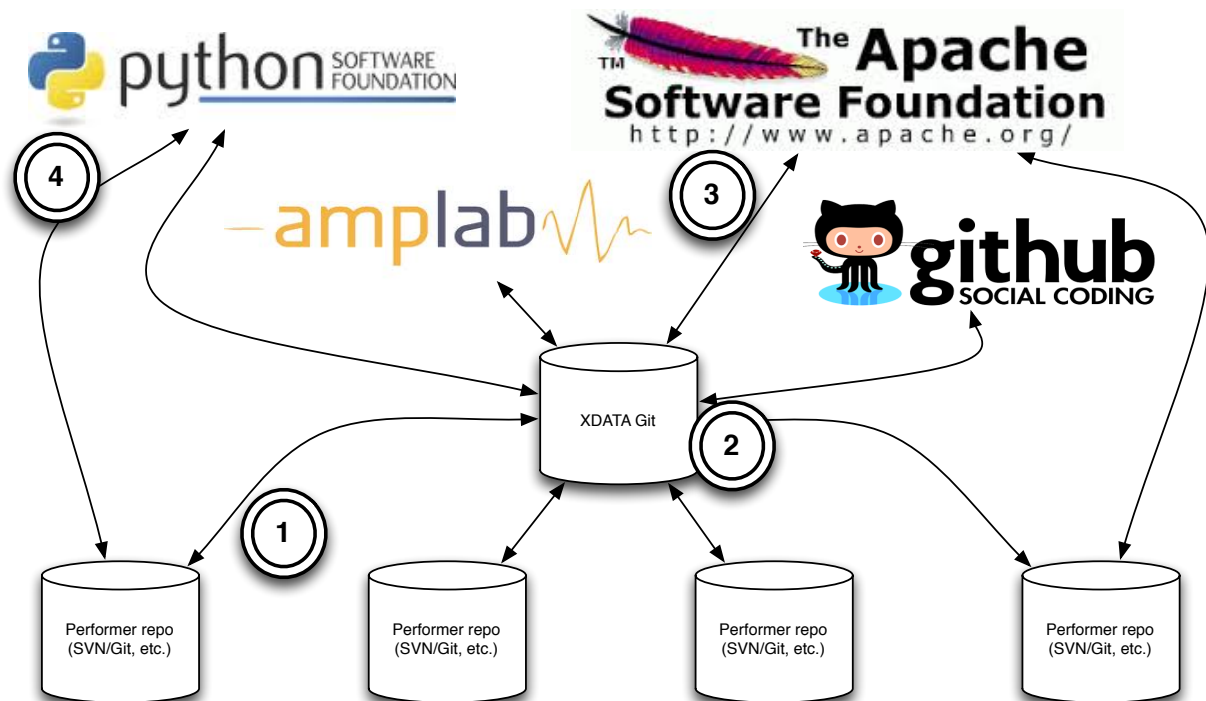 python SOFTWARE
FOUNDATION
TM
The Apache
Software Foundation
http://www.apache.org/
4
amplab
3
github
SOCIAL CODING
XDATA Git
2
1
Performer repo
(SVN/Git, etc.)
Performer repo
(SVN/Git, etc.)
Performer repo
(SVN/Git, etc.)
Performer repo
(SVN/Git, etc.)